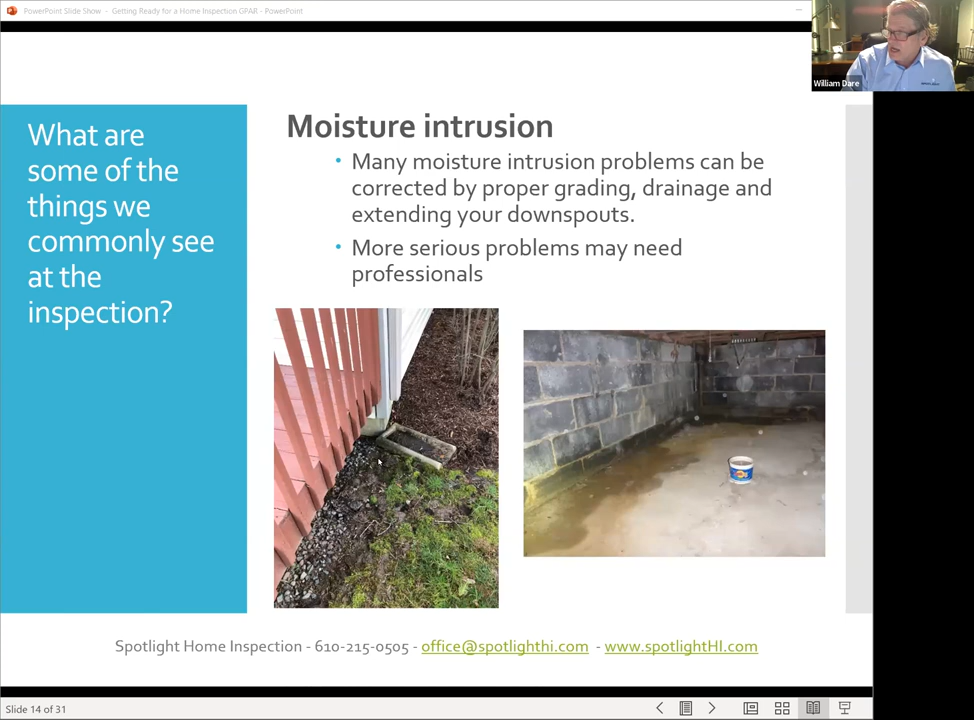 PowerPoint Slide Show - Getting Ready for a Home Inspection GPAR - PowerPoint
William Dare
What are
some of the
things we
commonly see
at the
inspection?
Moisture intrusion
• Many moisture intrusion problems can be
corrected by proper grading, drainage and
extending your downspouts.
• More serious problems may need
professionals
Spotlight Home Inspection - 610-215-0505 - office@spotlighthi.com - www.spotlightHI.com
Slide 14 of 31